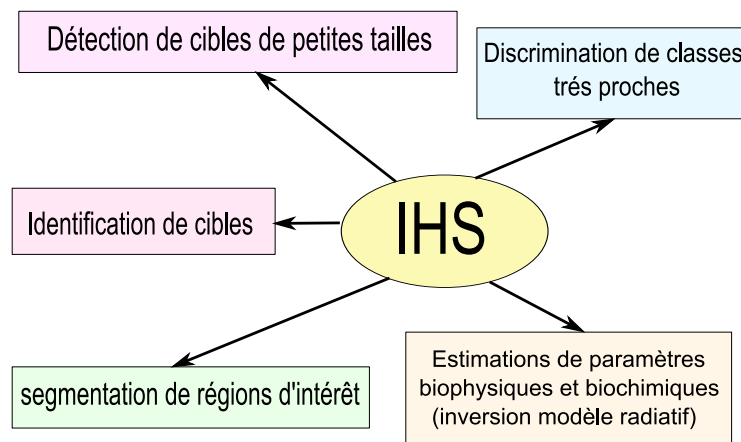 Détection de cibles de petites tailles
Discrimination de classes
trés proches
Identification de cibles
IHS
segmentation de régions d'intérêt
Estimations de paramètres
biophysiques et biochimiques
(inversion modèle radiatif)